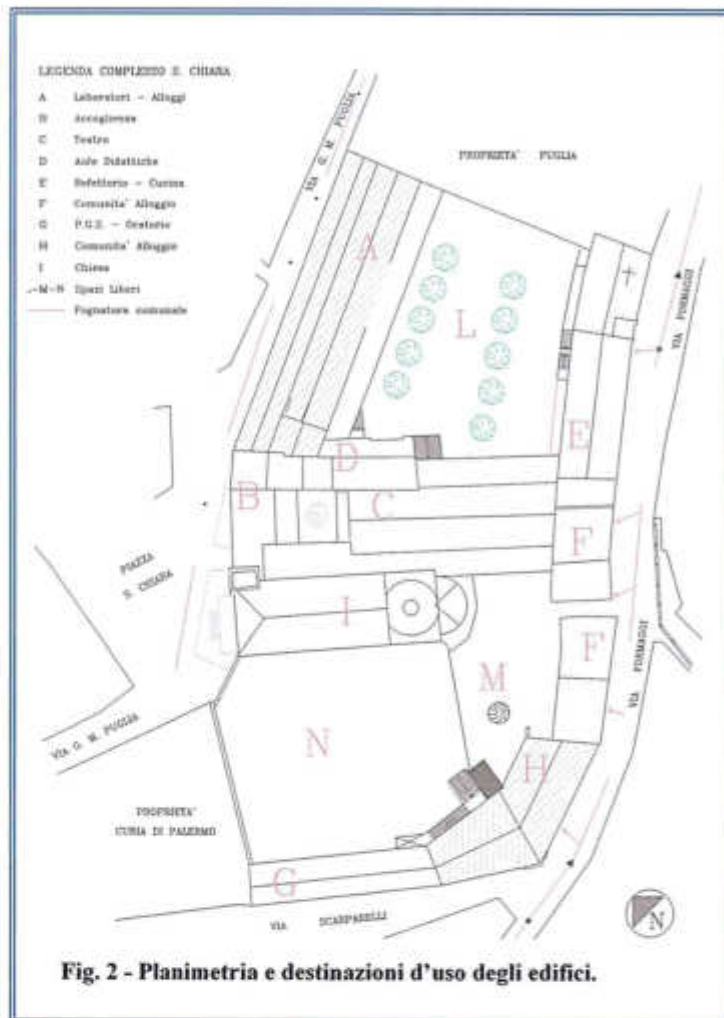 LEGENDA COMPLESSO S. CHIARA
A Laboratori - Alloggi
B Accoglienza
C Teatro
D Aule Didattiche
E Refettorio - Cucina
F Comunita' Alloggio
G P.G.S. - Oratorio
H Comunita' Alloggio
I Chiesa
-M-N Spazi Liberi
Fognatura comunale
VIA G. M. PUGLIA
PROPRIETA' PUGLIA
A
L
VIA FORMAGGI
E
D
B
C
F
PIAZZA
S. CHIARA
I
F
VIA FORMAGGI
M
N
VIA G. M. PUGLIA
H
PROPRIETA'
CURIA DI PALERMO
G
VIA SCARPARELLI
N
Fig. 2 - Planimetria e destinazioni d'uso degli edifici.